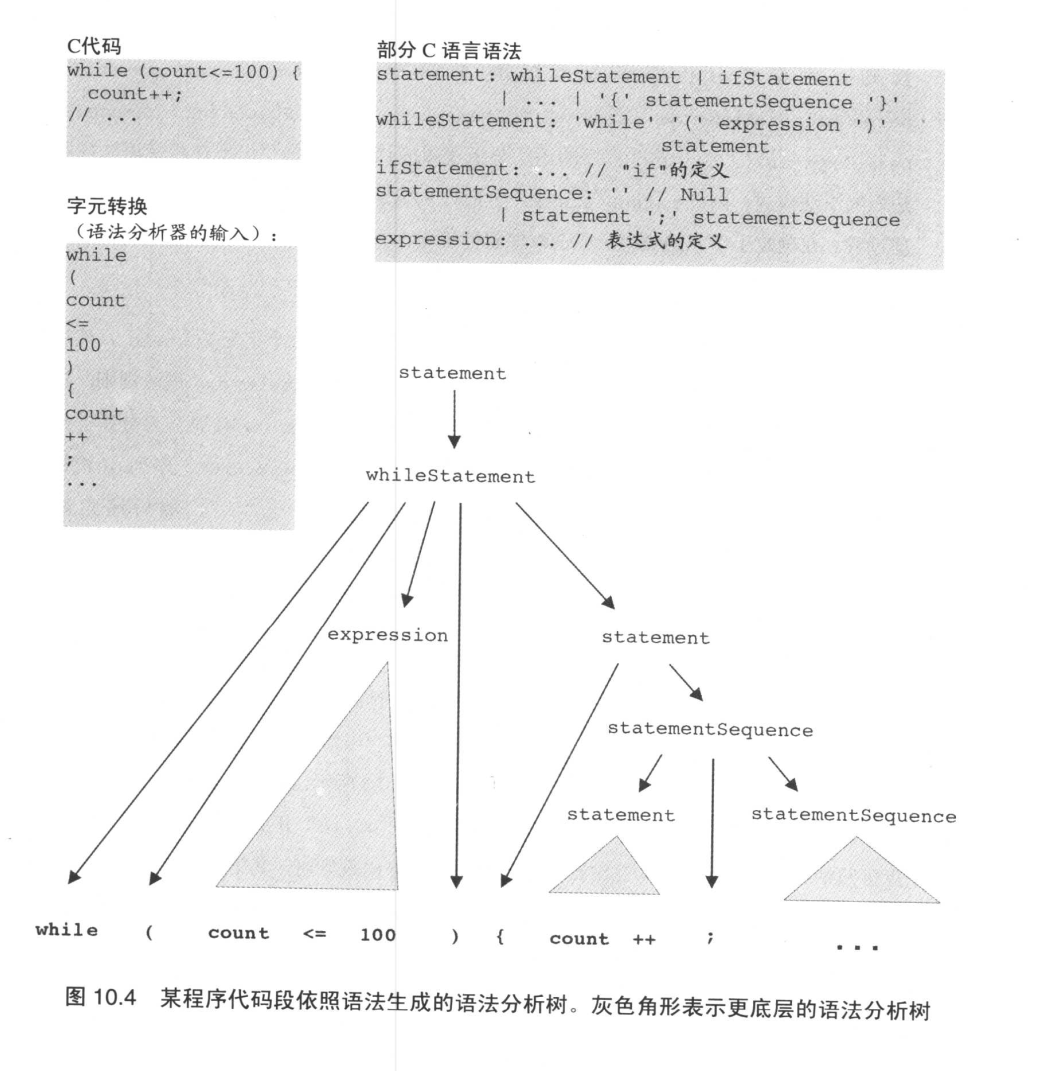 C代码
while (count<=100) {
  count++;
// ...
部分 C 语言语法
statement: whileStatement | ifStatement
          | ... | '{' statementSequence '}'
whileStatement: 'while' '(' expression ')'
                         statement
ifStatement: ... // "if"的定义
statementSequence: '' // Null
          | statement ';' statementSequence
expression: ... // 表达式的定义
字元转换
（语法分析器的输入）:
while
(
count
<=
100
)
{
count
++
;
...
statement
whileStatement
expression statement
statementSequence
statement statementSequence
while ( count <= 100 ) { count ++ ; ...
图 10.4 某程序代码段依照语法生成的语法分析树。灰色角形表示更底层的语法分析树